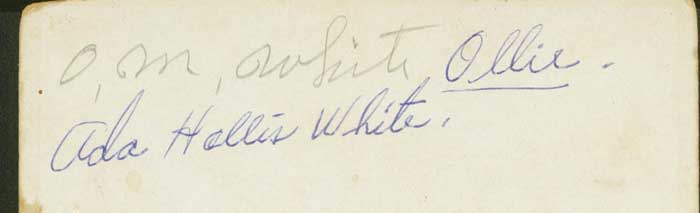 O, M, White Ollie.
Ada Hollis White.